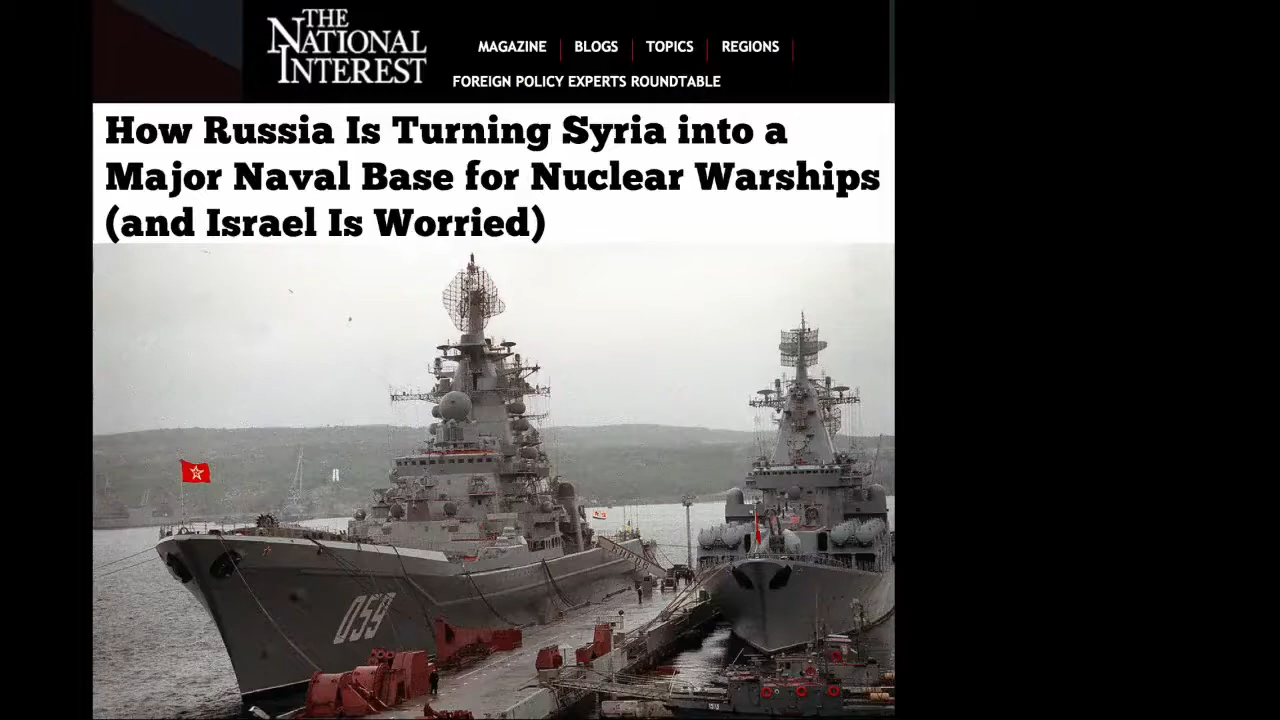 THE
NATIONAL
INTEREST
MAGAZINE
BLOGS
TOPICS
REGIONS
FOREIGN POLICY EXPERTS ROUNDTABLE
How Russia Is Turning Syria into a
Major Naval Base for Nuclear Warships
(and Israel Is Worried)
059